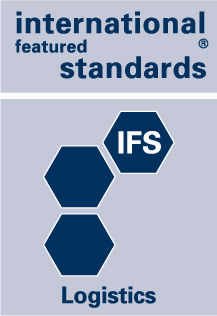 international
featured ®
standards
IFS
Logistics